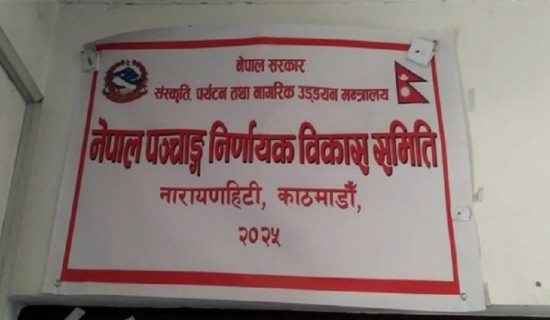 नेपाल सरकार
संस्कृति, पर्यटन तथा नागरिक उड्डयन मन्त्रालय
नेपाल पञ्चाङ्ग निर्णायक विकास समिति
नारायणहिटी, काठमाडौँ,
२०२५